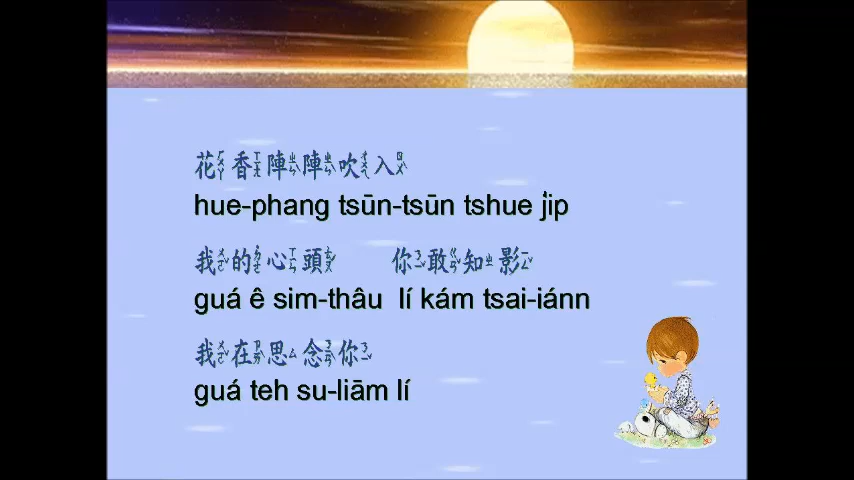 花香陣陣吹入
hue-phang tsūn-tsūn tshue ji̍p
我的心頭 你敢知影
guá ê sim-thâu lí kám tsai-iánn
我在思念你
guá teh su-liām lí